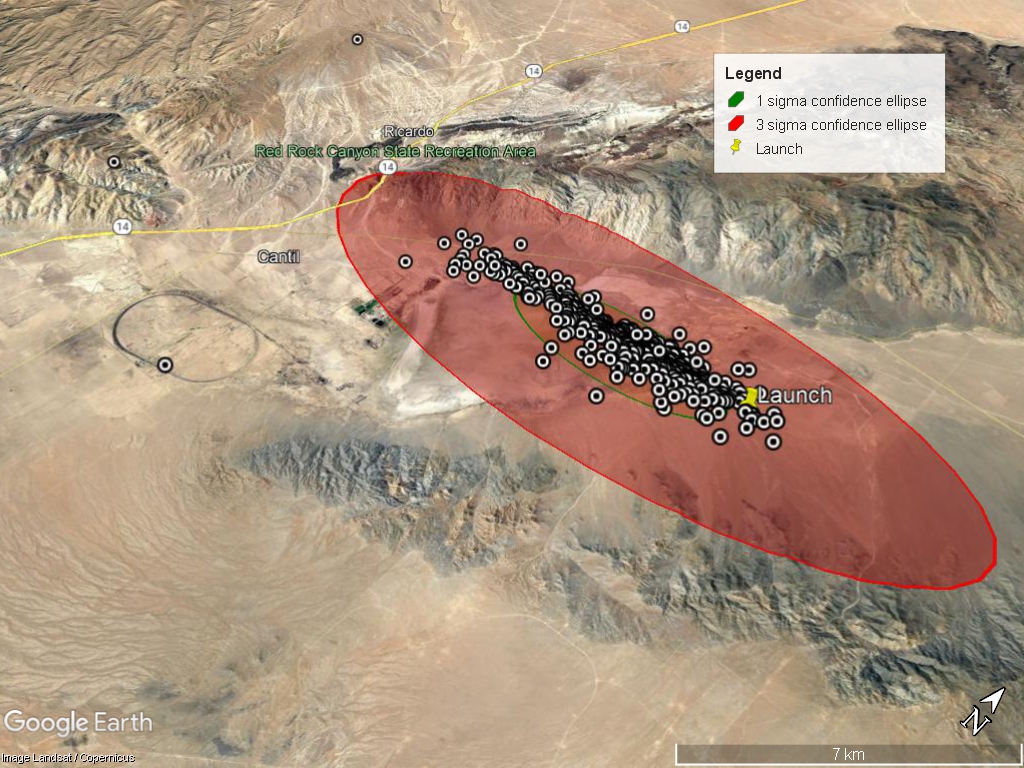 14
14
Legend
1 sigma confidence ellipse
3 sigma confidence ellipse
Launch
Ricardo
Red Rock Canyon State Recreation Area
14
14
Cantil
Launch
N
Google Earth
7 km
Image Landsat / Copernicus